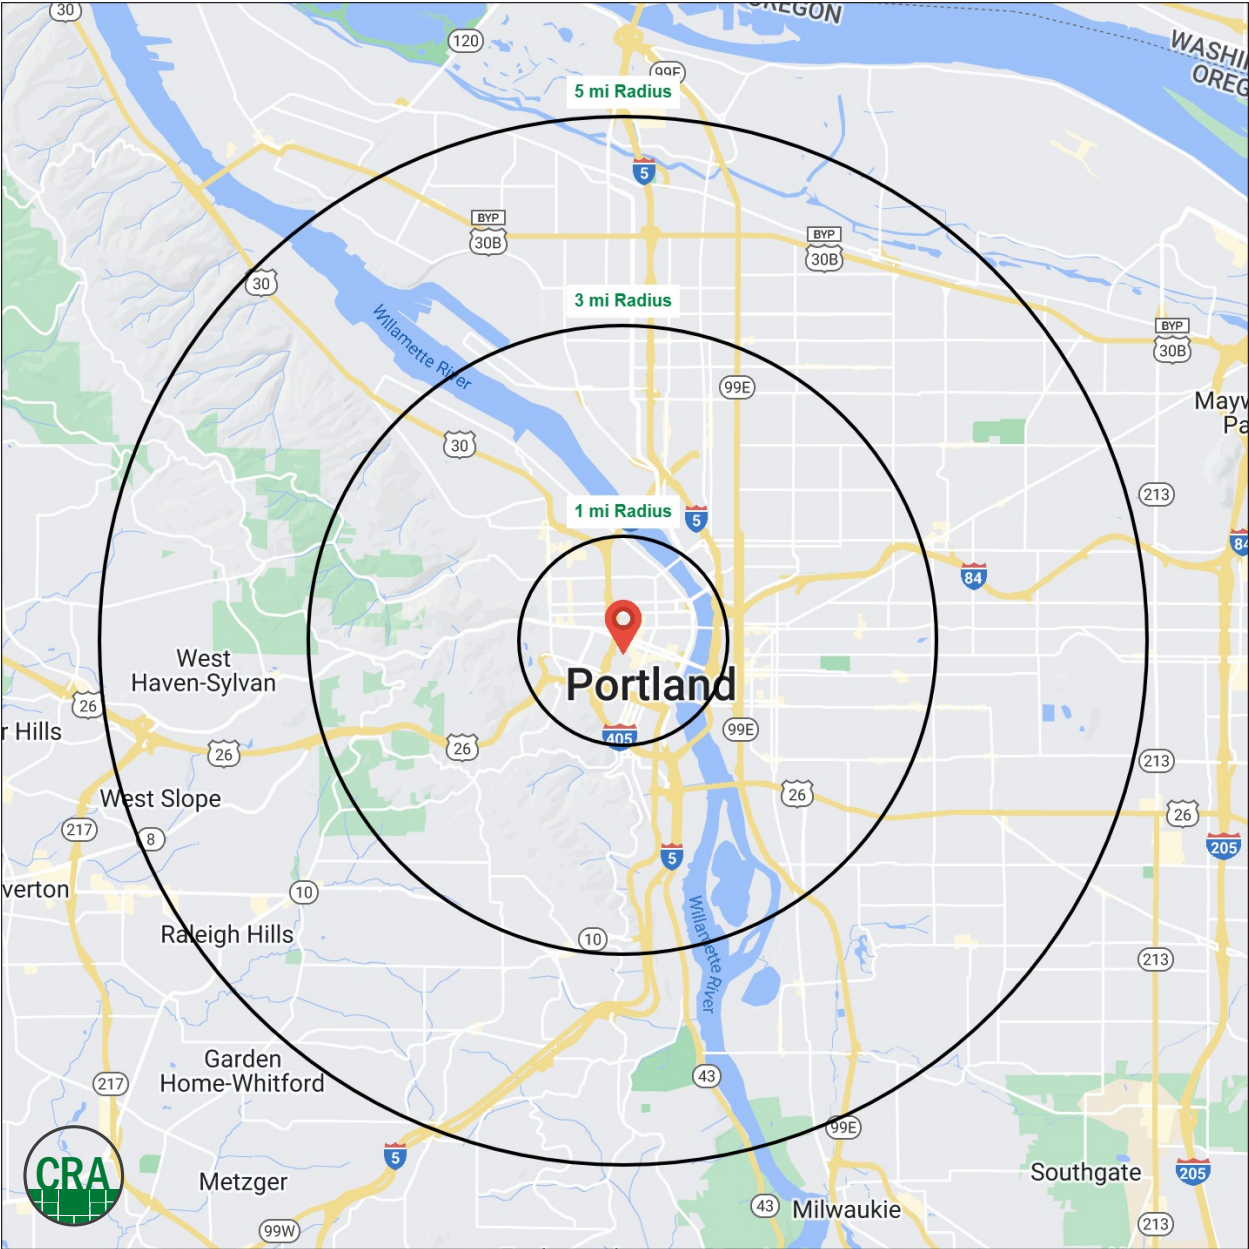 30
OREGON
120
WASHI
OREG
99E
5 mi Radius
5
BYP
30B
BYP
30B
30
3 mi Radius
Willamette River
BYP
30B
99E
Mayw
Pa
30
213
1 mi Radius
5
84
84
West
Haven-Sylvan
Portland
26
r Hills
26
26
405
99E
213
West Slope
26
26
217
8
205
5
verton
10
Raleigh Hills
10
Willamette River
213
Garden
Home-Whitford
217
43
99E
5
CRA
Metzger
Southgate
205
43
Milwaukie
99W
213